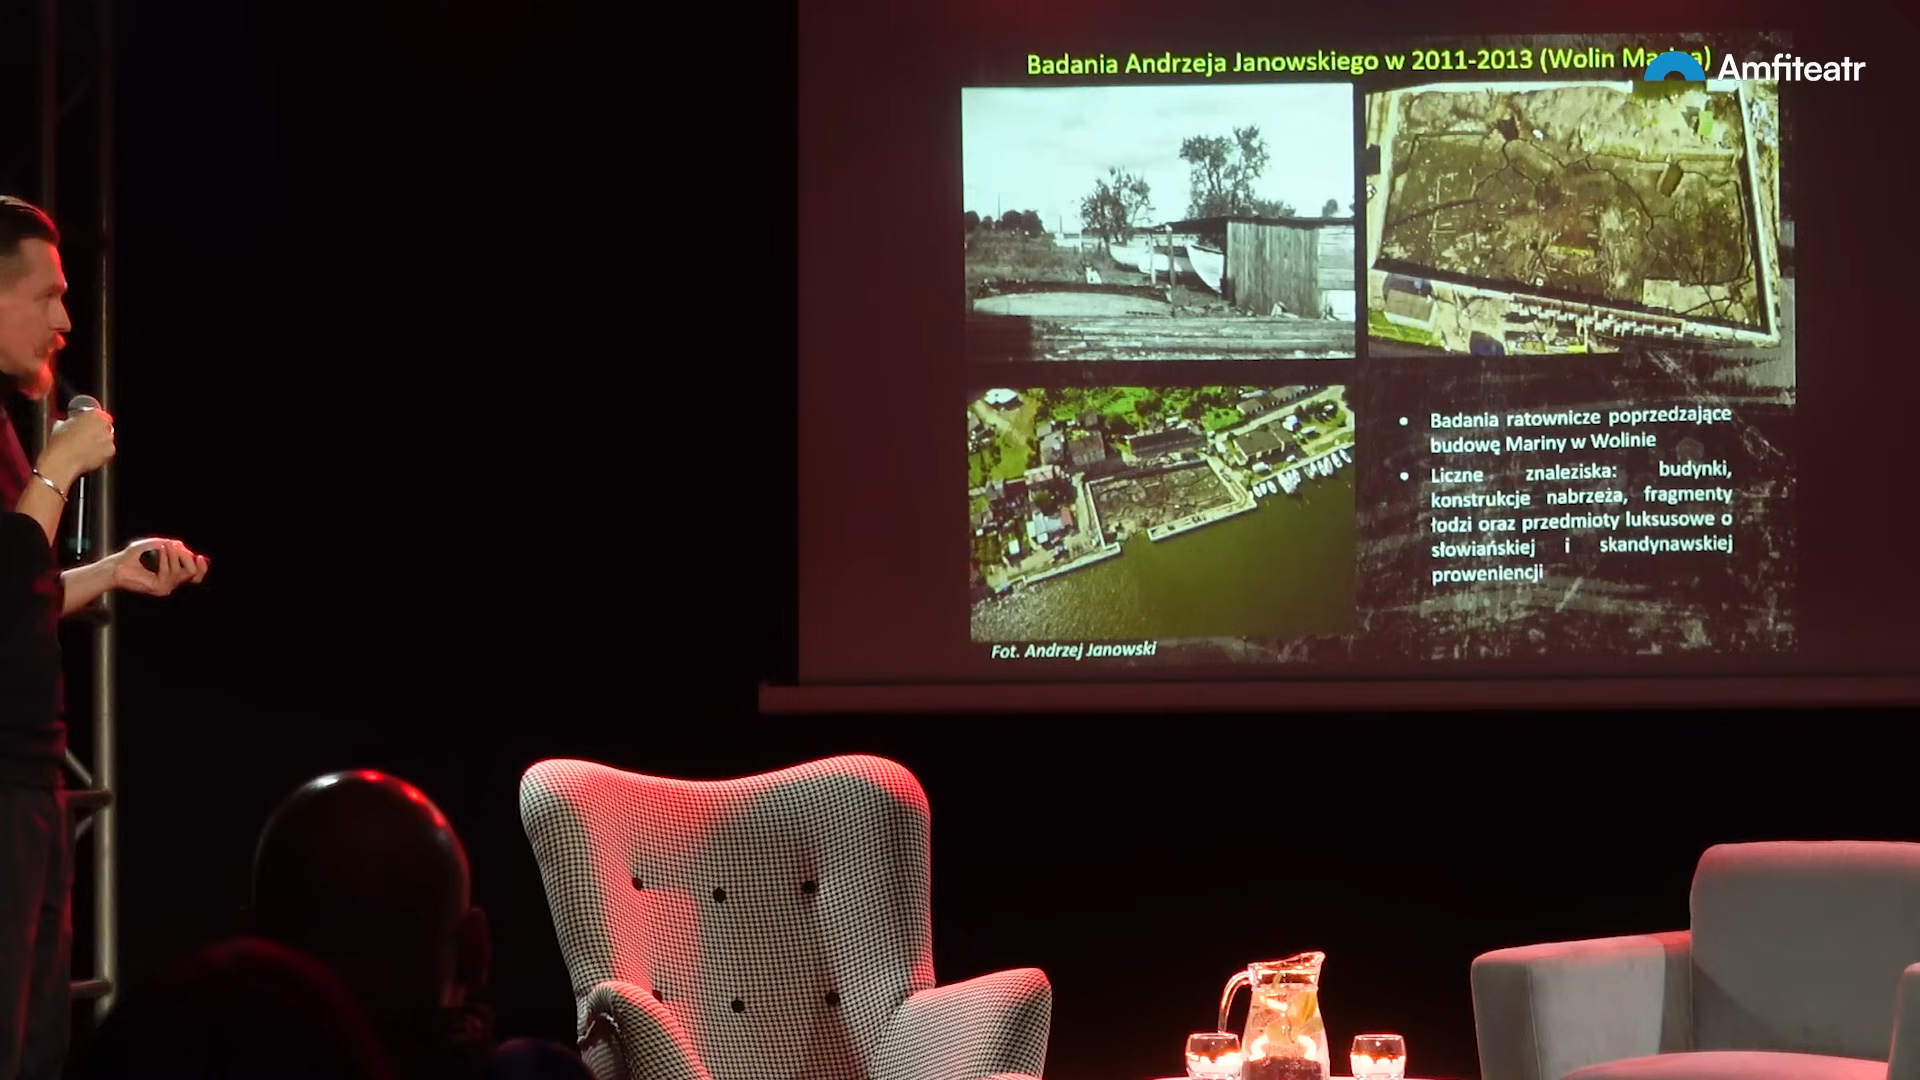 Badania Andrzeja Janowskiego w 2011-2013 (Wolin Marina)
Amfiteatr
Badania ratownicze poprzedzające
budowę Mariny w Wolinie
Liczne znaleziska: budynki,
konstrukcje nabrzeża, fragmenty
łodzi oraz przedmioty luksusowe o
słowiańskiej i skandynawskiej
proweniencji
Fot. Andrzej Janowski